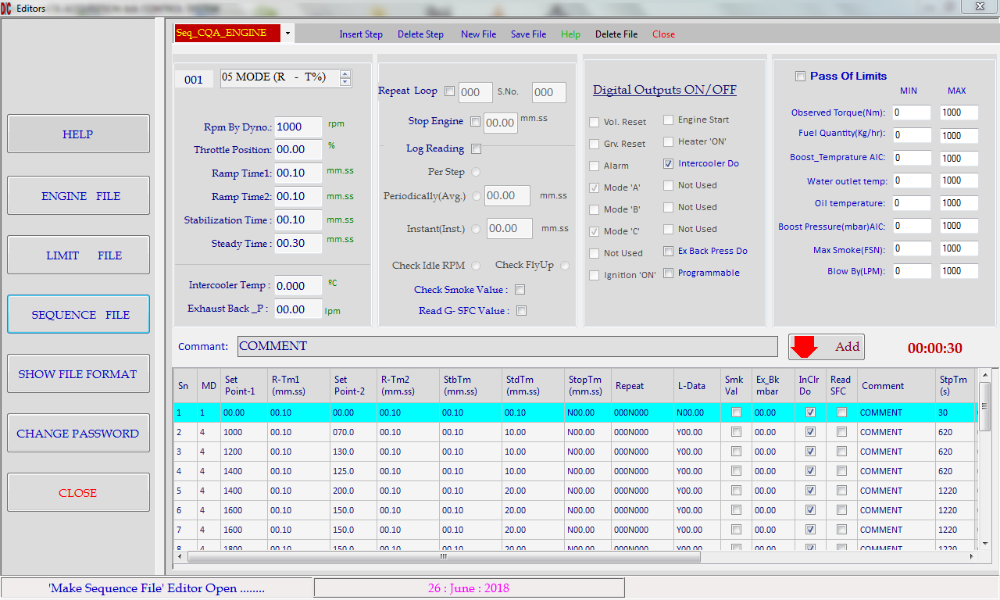 Editors
Seq_CQA_ENGINE Insert Step Delete Step New File Save File Help Delete File Close
HELP
ENGINE FILE
LIMIT FILE
SEQUENCE FILE
SHOW FILE FORMAT
CHANGE PASSWORD
CLOSE
001 05 MODE (R - T%)
Rpm By Dyno.: 1000 rpm
Throttle Position: 00.00 %
Ramp Time1: 00.10 mm.ss
Ramp Time2: 00.10 mm.ss
Stabilization Time : 00.10 mm.ss
Steady Time : 00.30 mm.ss
Intercooler Temp : 0.000 ºC
Exhaust Back _P : 00.00 lpm
Repeat Loop 000 S.No. 000
Stop Engine 00.00 mm.ss
Log Reading
Per Step
Periodically(Avg.) 00.00 mm.ss
Instant(Inst.) 00.00 mm.ss
Check Idle RPM Check FlyUp
Check Smoke Value :
Read G- SFC Value :
Digital Outputs ON/OFF
Vol. Reset Engine Start
Grv. Reset Heater 'ON'
Alarm Intercooler Do
Mode 'A' Not Used
Mode 'B' Not Used
Mode 'C' Not Used
Not Used Ex Back Press Do
Ignition 'ON' Programmable
Pass Of Limits
MIN MAX
Observed Torque(Nm): 0 1000
Fuel Quantity(Kg/hr): 0 1000
Boost_Temprature AIC: 0 1000
Water outlet temp: 0 1000
Oil temperature: 0 1000
Boost Pressure(mbar)AIC: 0 1000
Max Smoke(FSN): 0 1000
Blow By(LPM): 0 1000
Commant: COMMENT Add 00:00:30
Sn MD Set Point-1 R-Tm1 (mm.ss) Set Point-2 R-Tm2 (mm.ss) StbTm (mm.ss) StdTm (mm.ss) StopTm (mm.ss) Repeat L-Data Smk Val Ex_Bk mbar InClr Do Read SFC Comment StpTm (s)
1 1 00.00 00.10 00.00 00.10 00.10 00.10 N00.00 000N000 N00.00 00.00 COMMENT 30
2 4 1000 00.10 070.0 00.10 00.10 10.00 N00.00 000N000 Y00.00 00.00 COMMENT 620
3 4 1200 00.10 130.0 00.10 00.10 10.00 N00.00 000N000 Y00.00 00.00 COMMENT 620
4 4 1400 00.10 125.0 00.10 00.10 10.00 N00.00 000N000 Y00.00 00.00 COMMENT 620
5 4 1400 00.10 200.0 00.10 00.10 20.00 N00.00 000N000 Y00.00 00.00 COMMENT 1220
6 4 1600 00.10 150.0 00.10 00.10 20.00 N00.00 000N000 Y00.00 00.00 COMMENT 1220
7 4 1600 00.10 150.0 00.10 00.10 20.00 N00.00 000N000 Y00.00 00.00 COMMENT 1220
8 4 1800 00.10 150.0 00.10 00.10 20.00 N00.00 000N000 Y00.00 00.00 COMMENT 1220
'Make Sequence File' Editor Open ........ 26 : June : 2018